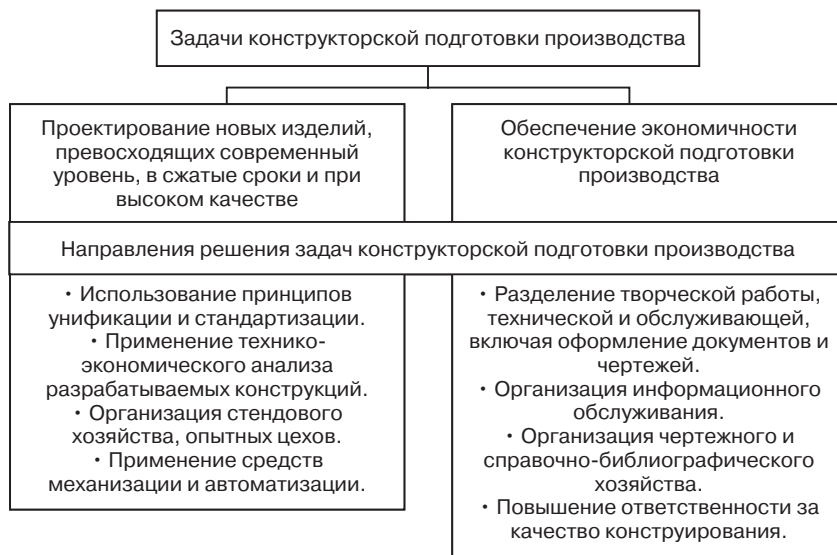 Задачи конструкторской подготовки производства
Проектирование новых изделий,
превосходящих современный
уровень, в сжатые сроки и при
высоком качестве
Обеспечение экономичности
конструкторской подготовки
производства
Направления решения задач конструкторской подготовки производства
• Использование принципов
унификации и стандартизации.
• Применение технико-
экономического анализа
разрабатываемых конструкций.
• Организация стендового
хозяйства, опытных цехов.
• Применение средств
механизации и автоматизации.
• Разделение творческой работы,
технической и обслуживающей,
включая оформление документов и
чертежей.
• Организация информационного
обслуживания.
• Организация чертежного и
справочно-библиографического
хозяйства.
• Повышение ответственности за
качество конструирования.